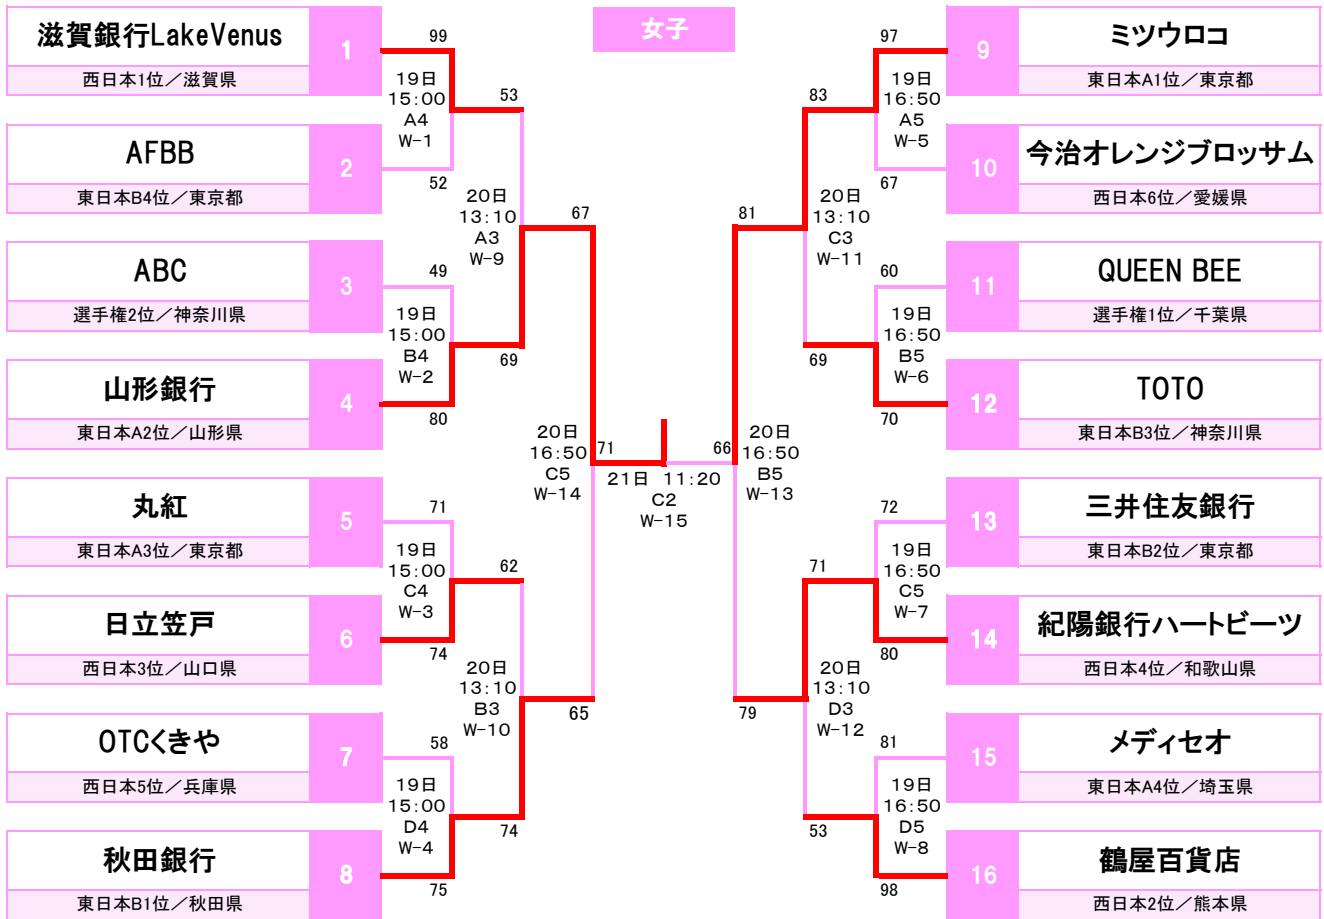 女子
滋賀銀行LakeVenus
1
西日本1位／滋賀県
99
19日
15:00
A4
W-1
53
AFBB
2
東日本B4位／東京都
52
20日
13:10
A3
W-9
67
ABC
3
選手権2位／神奈川県
49
19日
15:00
B4
W-2
69
山形銀行
4
東日本A2位／山形県
80
20日
16:50
C5
W-14
71
丸紅
5
東日本A3位／東京都
71
19日
15:00
C4
W-3
62
日立笠戸
6
西日本3位／山口県
74
20日
13:10
B3
W-10
65
OTCくきや
7
西日本5位／兵庫県
58
19日
15:00
D4
W-4
74
秋田銀行
8
東日本B1位／秋田県
75
21日 11:20
C2
W-15
97
9
ミツウロコ
東日本A1位／東京都
83
19日
16:50
A5
W-5
10
今治オレンジブロッサム
西日本6位／愛媛県
67
81
20日
13:10
C3
W-11
60
11
QUEEN BEE
選手権1位／千葉県
69
19日
16:50
B5
W-6
12
TOTO
東日本B3位／神奈川県
70
66
20日
16:50
B5
W-13
72
13
三井住友銀行
東日本B2位／東京都
71
19日
16:50
C5
W-7
14
紀陽銀行ハートビーツ
西日本4位／和歌山県
80
79
20日
13:10
D3
W-12
81
15
メディセオ
東日本A4位／埼玉県
53
19日
16:50
D5
W-8
16
鶴屋百貨店
西日本2位／熊本県
98